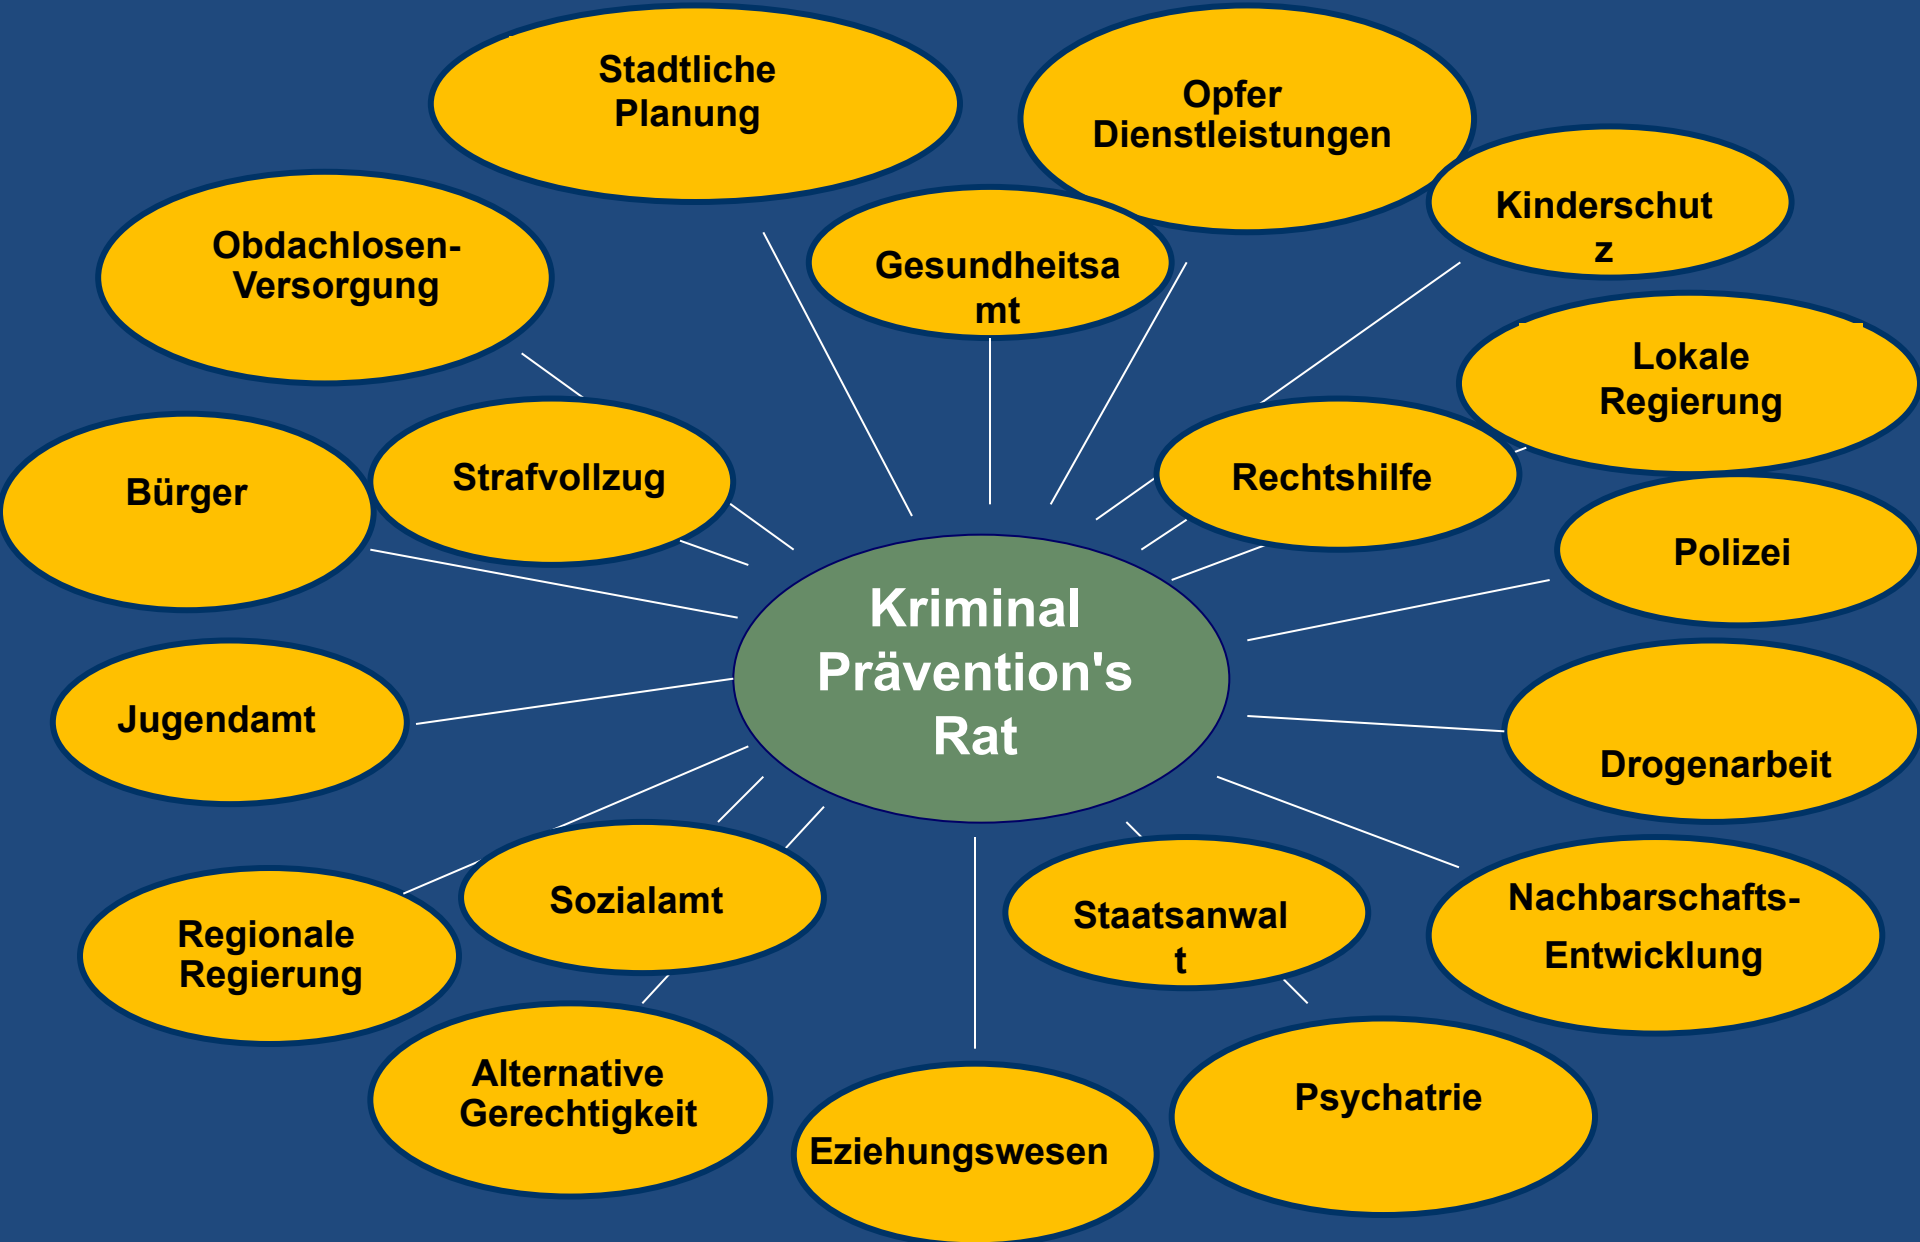 Stadtliche
Planung
Opfer
Dienstleistungen
Kinderschut
z
Obdachlosen-
Versorgung
Gesundheitsa
mt
Lokale
Regierung
Bürger
Strafvollzug
Rechtshilfe
Polizei
Kriminal
Prävention's
Rat
Jugendamt
Drogenarbeit
Regionale
Regierung
Sozialamt
Staatsanwal
t
Nachbarschafts-
Entwicklung
Alternative
Gerechtigkeit
Eziehungswesen
Psychatrie